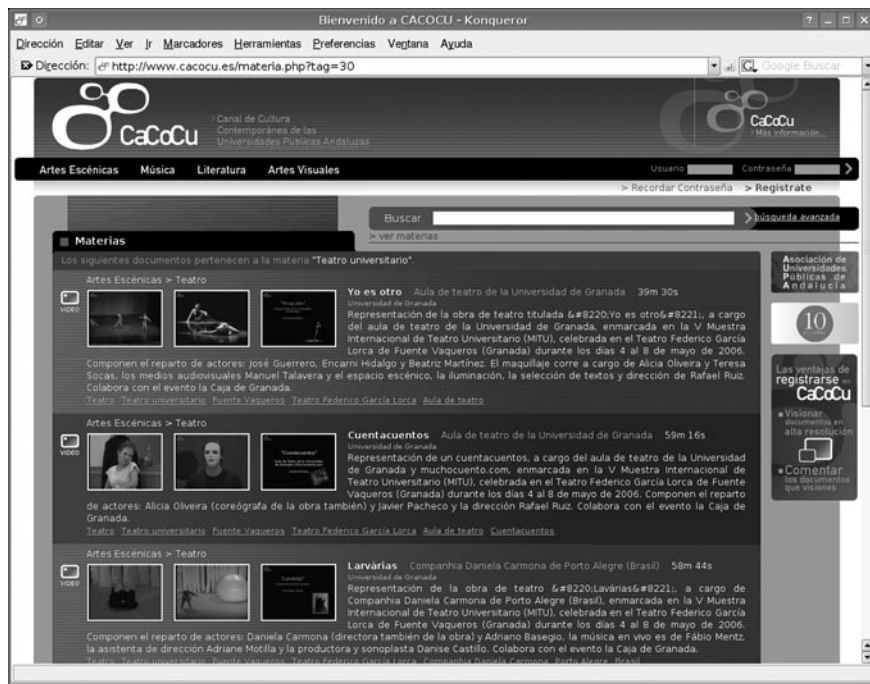 Bienvenido a CACOCU - Konqueror
Dirección Editar Ver Ir Marcadores Herramientas Preferencias Ventana Ayuda
Dirección: http://www.cacocu.es/materia.php?tag=30 Google Buscar
CaCoCu
> Canal de Cultura
Contemporánea de las
Universidades Públicas Andaluzas
CaCoCu
> Más información...
Artes Escénicas Música Literatura Artes Visuales Usuario Contraseña
> Recordar Contraseña > Regístrate
Buscar búsqueda avanzada
> ver materias
Materias
Los siguientes documentos pertenecen a la materia "Teatro universitario".
Artes Escénicas > Teatro
VIDEO
Yo es otro Aula de teatro de la Universidad de Granada 39m 30s
Universidad de Granada
Representación de la obra de teatro titulada &#8220;Yo es otro&#8221;, a cargo
del aula de teatro de la Universidad de Granada, enmarcada en la V Muestra
Internacional de Teatro Universitario (MITU), celebrada en el Teatro Federico García
Lorca de Fuente Vaqueros (Granada) durante los días 4 al 8 de mayo de 2006.
Componen el reparto de actores: José Guerrero, Encarni Hidalgo y Beatriz Martínez. El maquillaje corre a cargo de Alicia Oliveira y Teresa
Socas, los medios audiovisuales Manuel Talavera y el espacio escénico, la iluminación, la selección de textos y dirección de Rafael Ruiz.
Colabora con el evento la Caja de Granada.
Teatro Teatro universitario Fuente Vaqueros Teatro Federico García Lorca Aula de teatro
VIDEO
"Cuentacuentos"
Cuentacuentos Aula de teatro de la Universidad de Granada 59m 16s
Universidad de Granada
Representación de un cuentacuentos, a cargo del aula de teatro de la Universidad
de Granada y muchocuento.com, enmarcada en la V Muestra Internacional de
Teatro Universitario (MITU), celebrada en el Teatro Federico García Lorca de Fuente
Vaqueros (Granada) durante los días 4 al 8 de mayo de 2006. Componen el reparto
de actores: Alicia Oliveira (coreógrafa de la obra también) y Javier Pacheco y la dirección Rafael Ruiz. Colabora con el evento la Caja de
Granada.
Teatro Teatro universitario Fuente Vaqueros Teatro Federico García Lorca Aula de teatro Cuentacuentos
Artes Escénicas > Teatro
VIDEO
Larvárias Companhia Daniela Carmona de Porto Alegre (Brasil) 58m 44s
Universidad de Granada
Representación de la obra de teatro &#8220;Lavárias&#8221;, a cargo de
Companhia Daniela Carmona de Porto Alegre (Brasil), enmarcada en la V Muestra
Internacional de Teatro Universitario (MITU), celebrada en el Teatro Federico García
Lorca de Fuente Vaqueros (Granada) durante los días 4 al 8 de mayo de 2006.
Componen el reparto de actores: Daniela Carmona (directora también de la obra) y Adriano Basegio, la música en vivo es de Fábio Mentz,
la asistenta de dirección Adriane Motilla y la productora y sonoplasta Denise Castillo. Colabora con el evento la Caja de Granada.
Teatro Teatro universitario Fuente Vaqueros Teatro Federico García Lorca Companhia Daniela Carmona Porto Alegre Brasil
Asociación de
Universidades
Públicas de
Andalucía
10
Las ventajas de
registrarse en
CaCoCu
Visionar
documentos en
alta resolución
Comentar
los documentos
que visiones